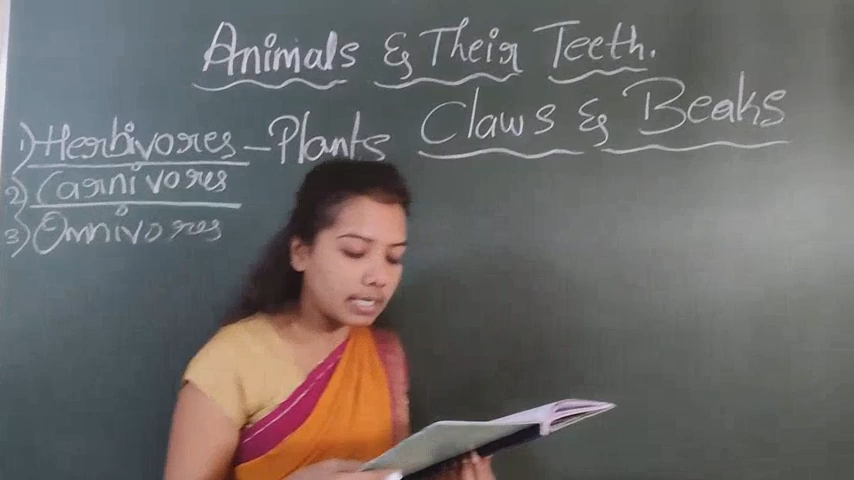 Animals & Their Teeth.
Claws & Beaks
1) Herbivores - Plants
2) Carnivores
3) Omnivores